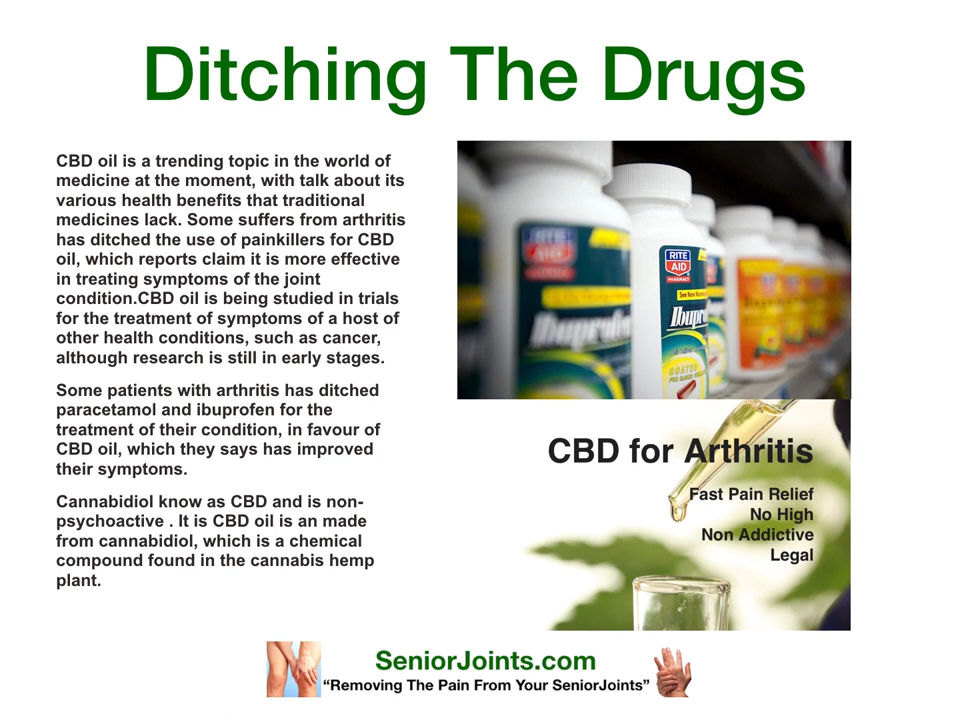 Ditching The Drugs
CBD oil is a trending topic in the world of
medicine at the moment, with talk about its
various health benefits that traditional
medicines lack. Some suffers from arthritis
has ditched the use of painkillers for CBD
oil, which reports claim it is more effective
in treating symptoms of the joint
condition.CBD oil is being studied in trials
for the treatment of symptoms of a host of
other health conditions, such as cancer,
although research is still in early stages.
Some patients with arthritis has ditched
paracetamol and ibuprofen for the
treatment of their condition, in favour of
CBD oil, which they says has improved
their symptoms.
Cannabidiol know as CBD and is non-
psychoactive . It is CBD oil is an made
from cannabidiol, which is a chemical
compound found in the cannabis hemp
plant.
RITE
AID
Ibuprofen
RITE
AID
PHARMACY
See New
Ibupro
COATED
CBD for Arthritis
Fast Pain Relief
No High
Non Addictive
Legal
SeniorJoints.com
“Removing The Pain From Your SeniorJoints”